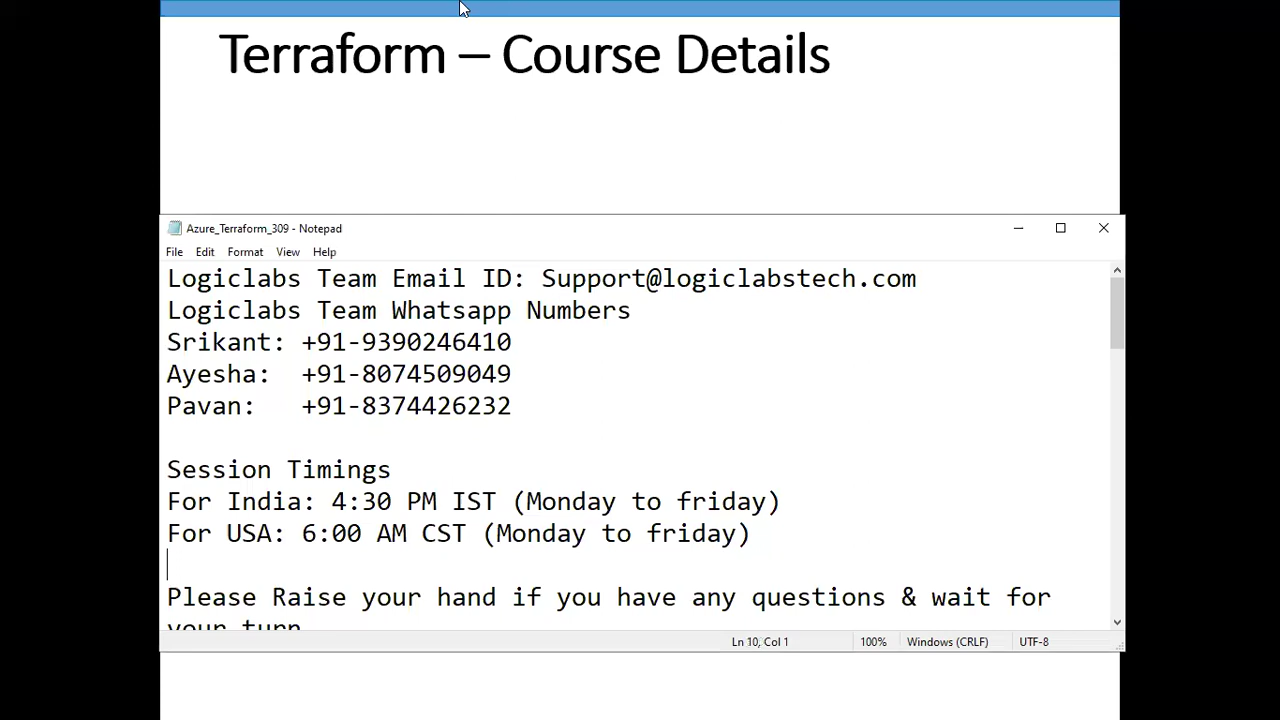 Terraform – Course Details
Azure_Terraform_309 - Notepad
File Edit Format View Help
Logiclabs Team Email ID: Support@logiclabstech.com
Logiclabs Team Whatsapp Numbers
Srikant: +91-9390246410
Ayesha: +91-8074509049
Pavan: +91-8374426232
Session Timings
For India: 4:30 PM IST (Monday to friday)
For USA: 6:00 AM CST (Monday to friday)
Please Raise your hand if you have any questions & wait for
your turn
Ln 10, Col 1 100% Windows (CRLF) UTF-8